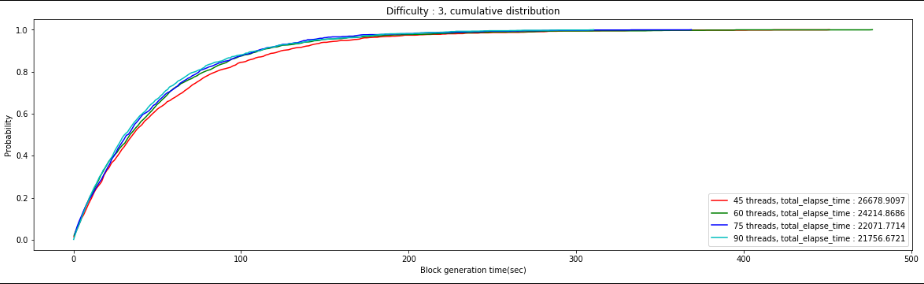 Difficulty : 3, cumulative distribution
1.0
0.8
0.6
0.4
0.2
0.0
Probability
0 100 200 300 400 500
Block generation time(sec)
45 threads, total_elapse_time : 26678.9097
60 threads, total_elapse_time : 24214.8686
75 threads, total_elapse_time : 22071.7714
90 threads, total_elapse_time : 21756.6721